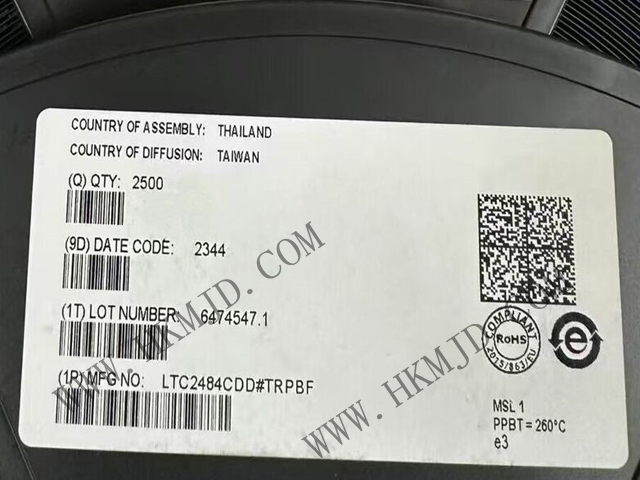 COUNTRY OF ASSEMBLY: THAILAND
COUNTRY OF DIFFUSION: TAIWAN
(Q) QTY: 2500
(9D) DATE CODE: 2344
(1T) LOT NUMBER: 6474547.1
(1P) MFG NO: LTC2484CDD#TRPBF
COMPLIANT
RoHS
2015/863/EU
e
MSL 1
PPBT = 260°C
e3
WWW.HKMJD.COM
WWW.HKMJD.COM